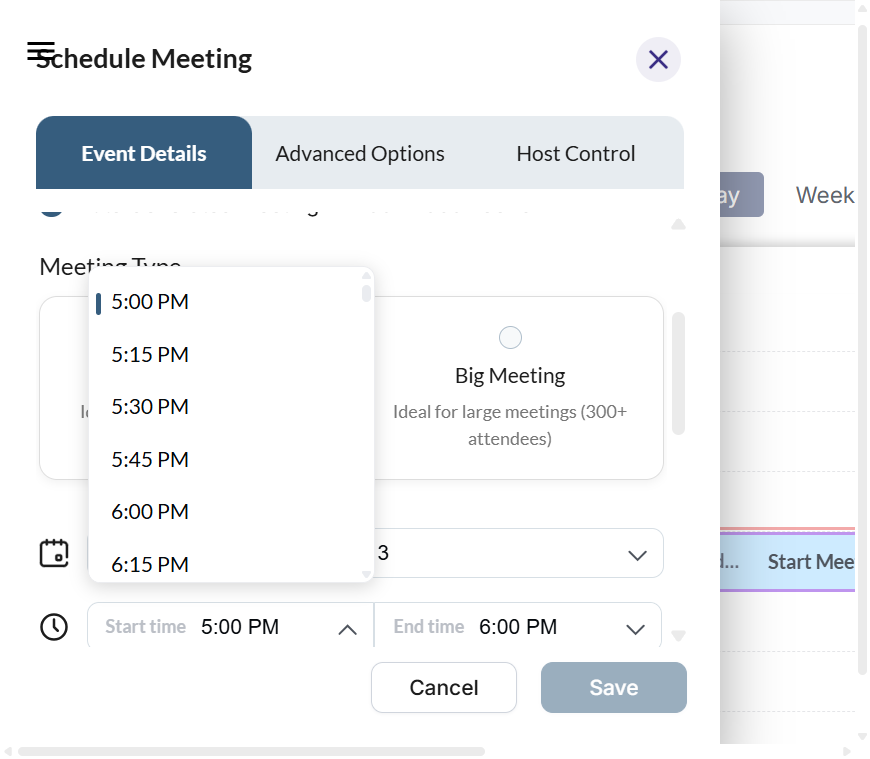 Schedule Meeting
Event Details
Advanced Options
Host Control
Week
Meeting Type
5:00 PM
5:15 PM
5:30 PM
5:45 PM
6:00 PM
6:15 PM
Big Meeting
Ideal for large meetings (300+
attendees)
3
Start time 5:00 PM
End time 6:00 PM
Start Mee
Cancel
Save